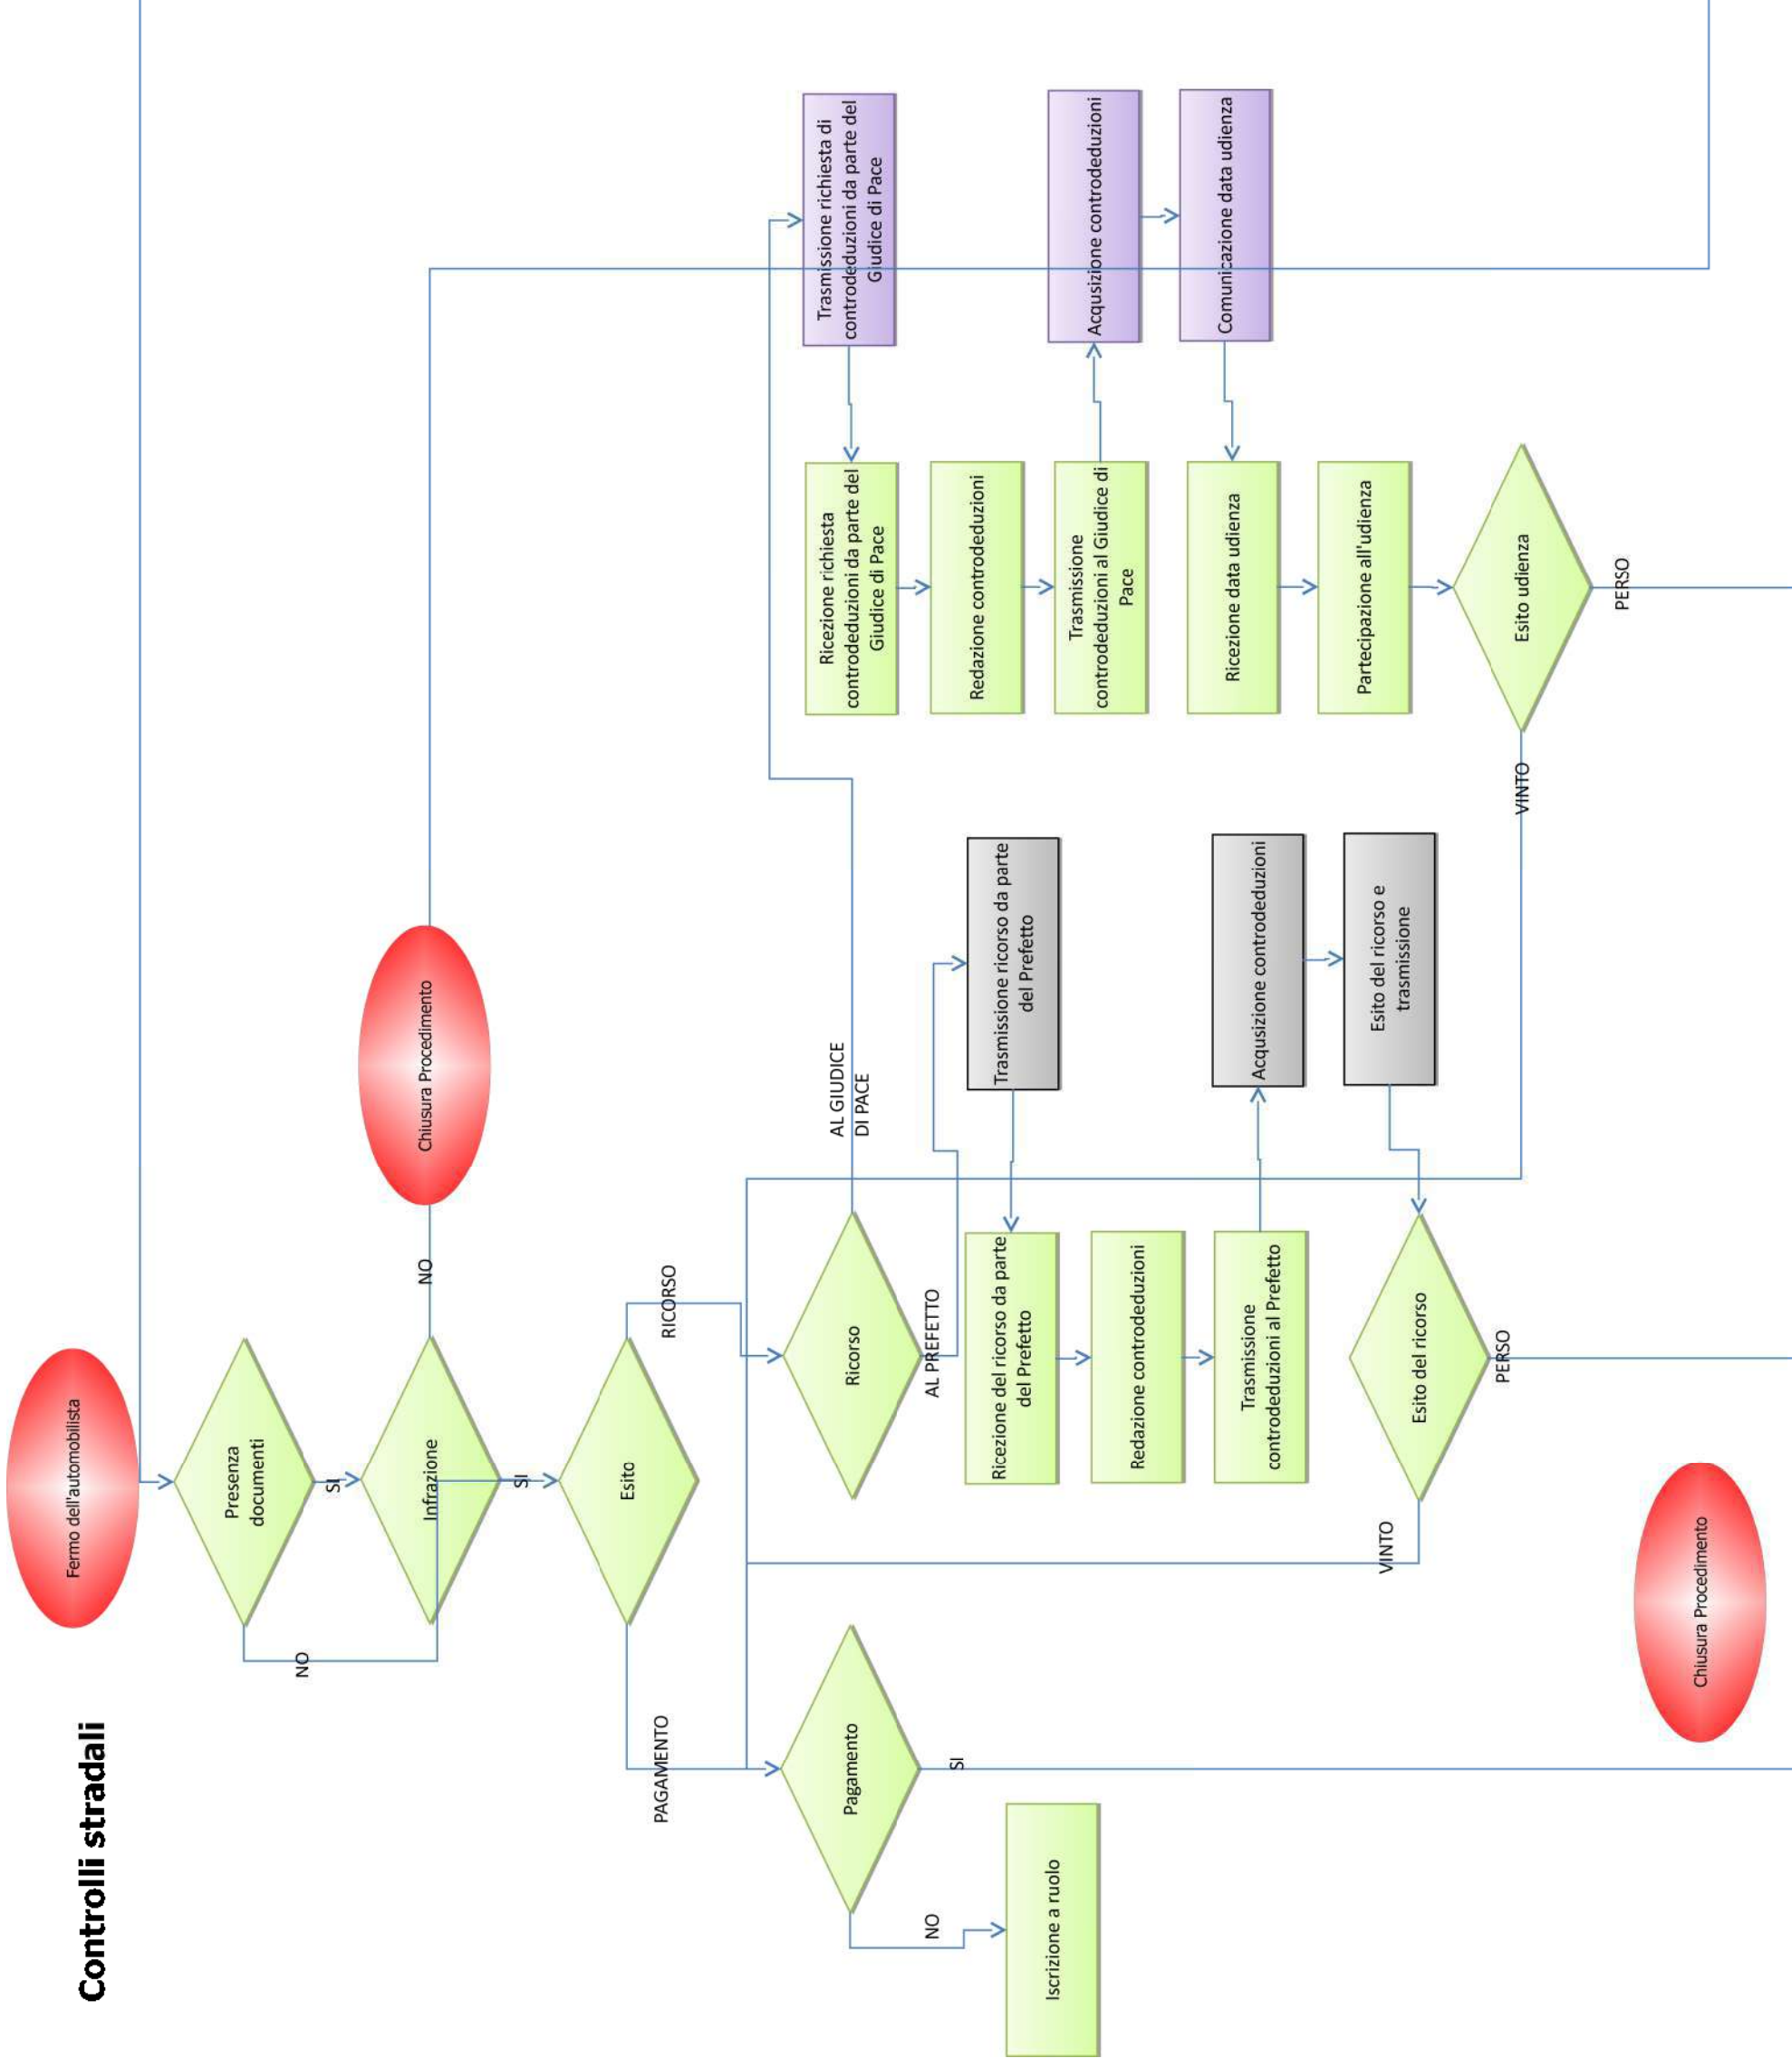 Controlli stradali
Fermo dell'automobilista
Presenza
documenti
NO
SI
Infrazione
NO
Chiusura Procedimento
SI
Esito
PAGAMENTO
RICORSO
Pagamento
NO
SI
Iscrizione a ruolo
Ricorso
AL PREFETTO
AL GIUDICE
DI PACE
Trasmissione ricorso da parte
del Prefetto
Ricezione del ricorso da parte
del Prefetto
Redazione controdeduzioni
Trasmissione
controdeduzioni al Prefetto
Acqusizione controdeduzioni
Esito del ricorso e
trasmissione
Esito del ricorso
VINTO
PERSO
Trasmissione richiesta di
controdeduzioni da parte del
Giudice di Pace
Ricezione richiesta
controdeduzioni da parte del
Giudice di Pace
Redazione controdeduzioni
Trasmissione
controdeduzioni al Giudice di
Pace
Acqusizione controdeduzioni
Comunicazione data udienza
Ricezione data udienza
Partecipazione all'udienza
Esito udienza
VINTO
PERSO
Chiusura Procedimento